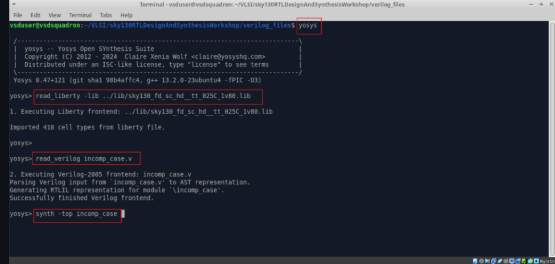 Terminal - vsduser@vsdsquadron: ~/VLSI/sky130RTLDesignAndSynthesisWorkshop/verilog_files
File Edit View Terminal Tabs Help
vsduser@vsdsquadron:~/VLSI/sky130RTLDesignAndSynthesisWorkshop/verilog_files$ yosys
/----------------------------------------------------------------------------\
| yosys -- Yosys Open SYnthesis Suite |
| Copyright (C) 2012 - 2024 Claire Xenia Wolf <claire@yosyshq.com> |
| Distributed under an ISC-like license, type "license" to see terms |
\----------------------------------------------------------------------------/
Yosys 0.47+121 (git sha1 98b4affc4, g++ 13.2.0-23ubuntu4 -fPIC -O3)
yosys> read_liberty -lib ../lib/sky130_fd_sc_hd__tt_025C_1v80.lib
1. Executing Liberty frontend: ../lib/sky130_fd_sc_hd__tt_025C_1v80.lib
Imported 418 cell types from liberty file.
yosys>
yosys> read_verilog incomp_case.v
2. Executing Verilog-2005 frontend: incomp_case.v
Parsing Verilog input from `incomp_case.v' to AST representation.
Generating RTLIL representation for module `\incomp_case'.
Successfully finished Verilog frontend.
yosys> synth -top incomp_case